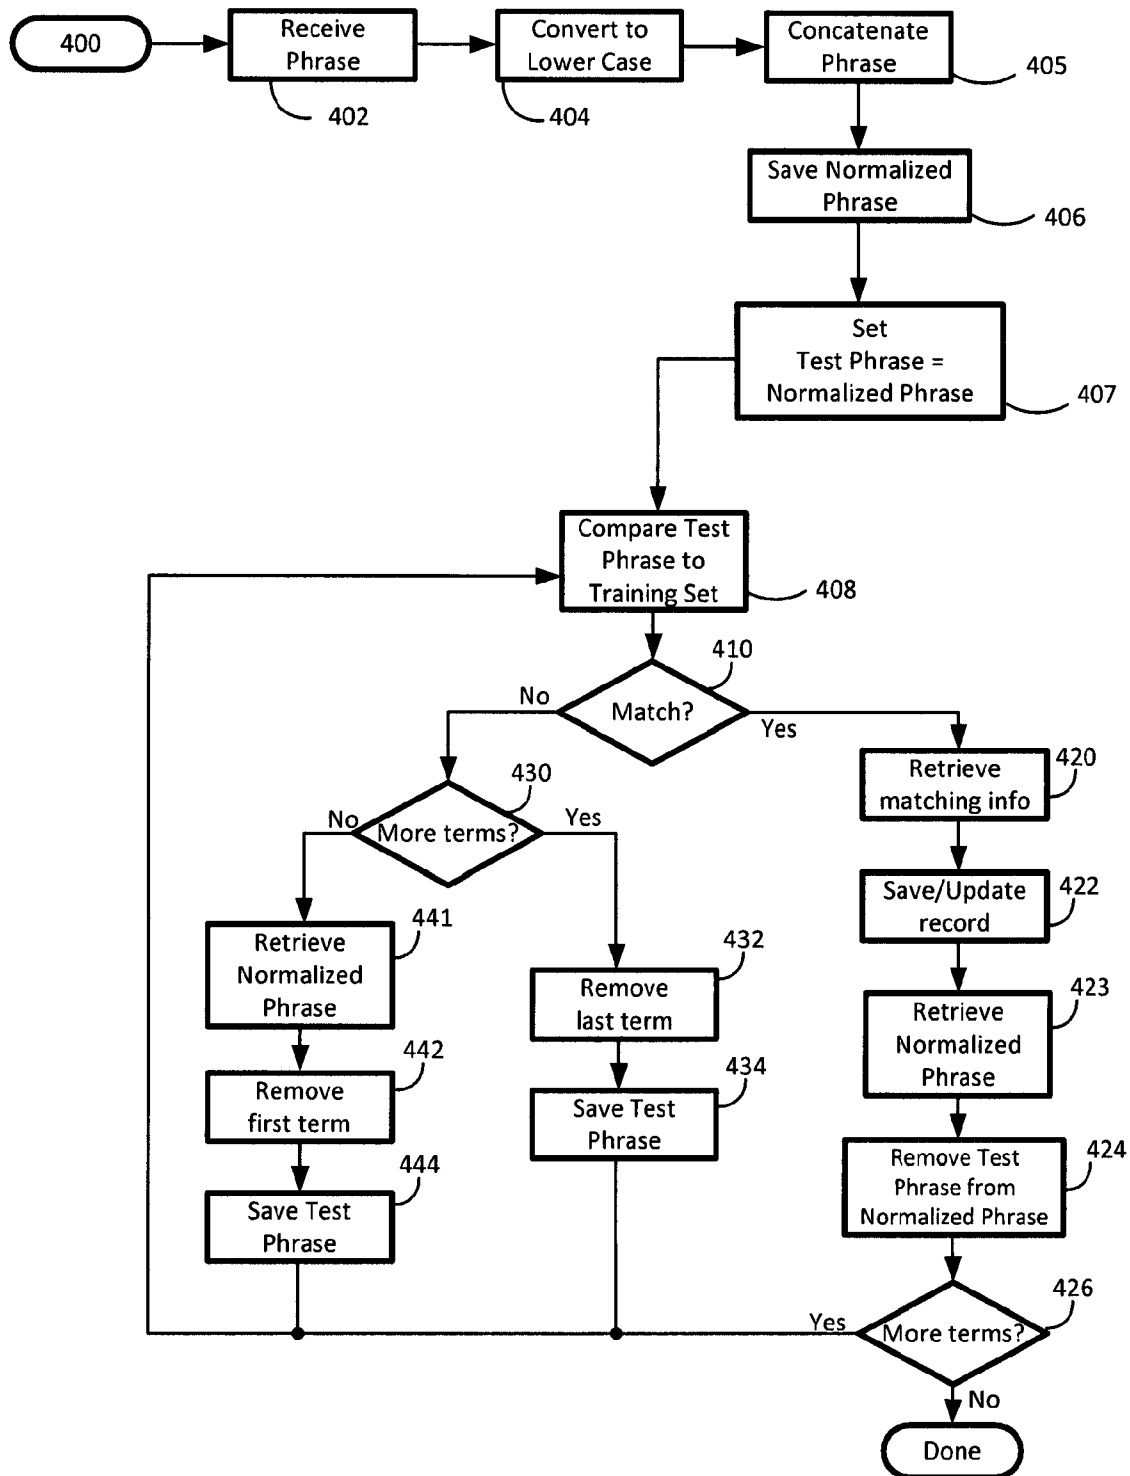 400
Receive
Phrase
402
Convert to
Lower Case
404
Concatenate
Phrase
405
Save Normalized
Phrase
406
Set
Test Phrase =
Normalized Phrase
407
Compare Test
Phrase to
Training Set
408
410
Match?
No
Yes
430
More terms?
No
Yes
420
Retrieve
matching info
Save/Update
record
422
441
Retrieve
Normalized
Phrase
432
Remove
last term
423
Retrieve
Normalized
Phrase
442
Remove
first term
434
Save Test
Phrase
424
Remove Test
Phrase from
Normalized Phrase
444
Save Test
Phrase
426
More terms?
Yes
No
Done